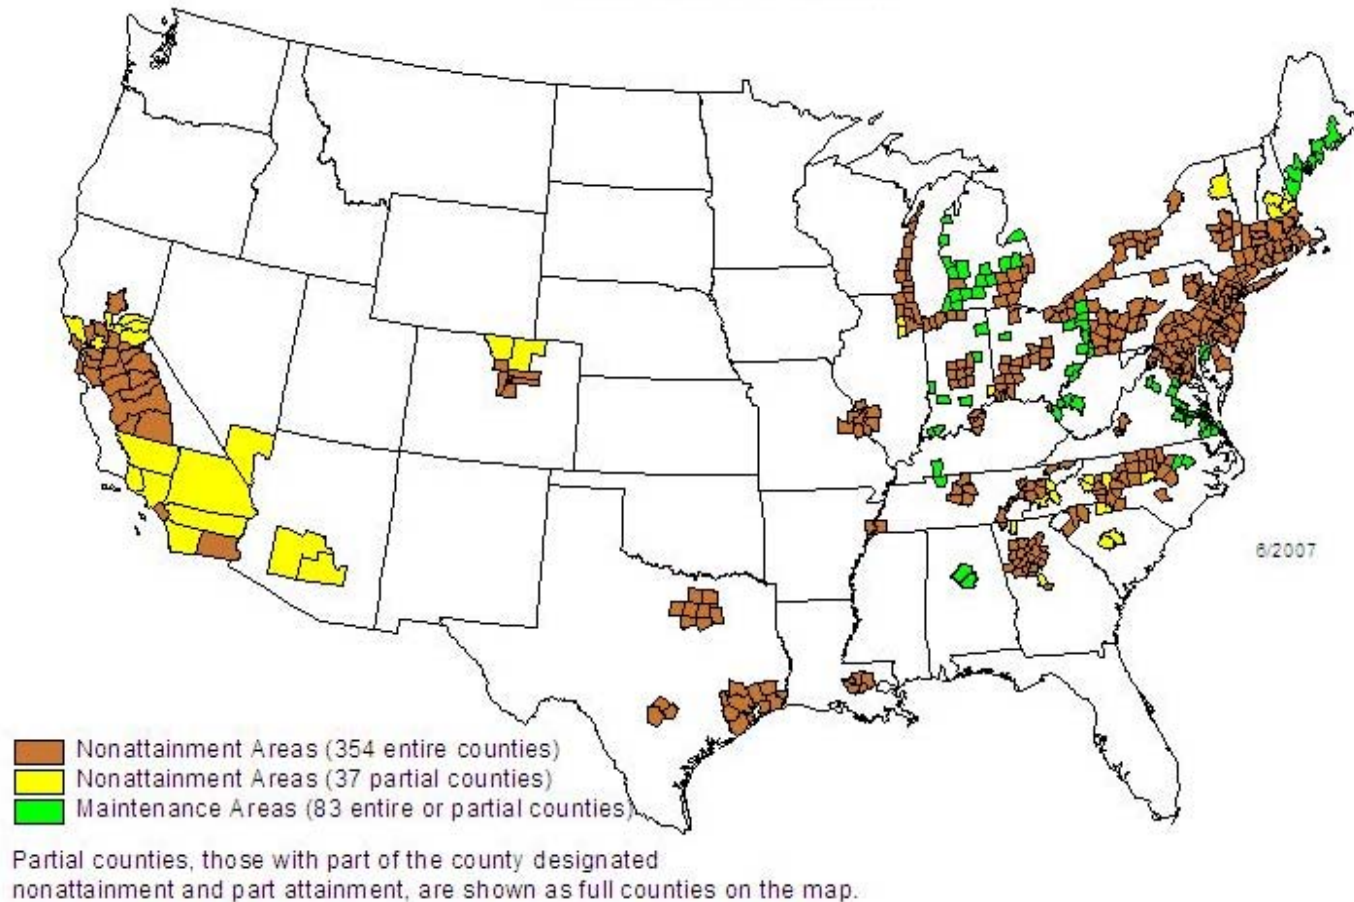 6/2007
Nonattainment Areas (354 entire counties)
Nonattainment Areas (37 partial counties)
Maintenance Areas (83 entire or partial counties)
Partial counties, those with part of the county designated
nonattainment and part attainment, are shown as full counties on the map.